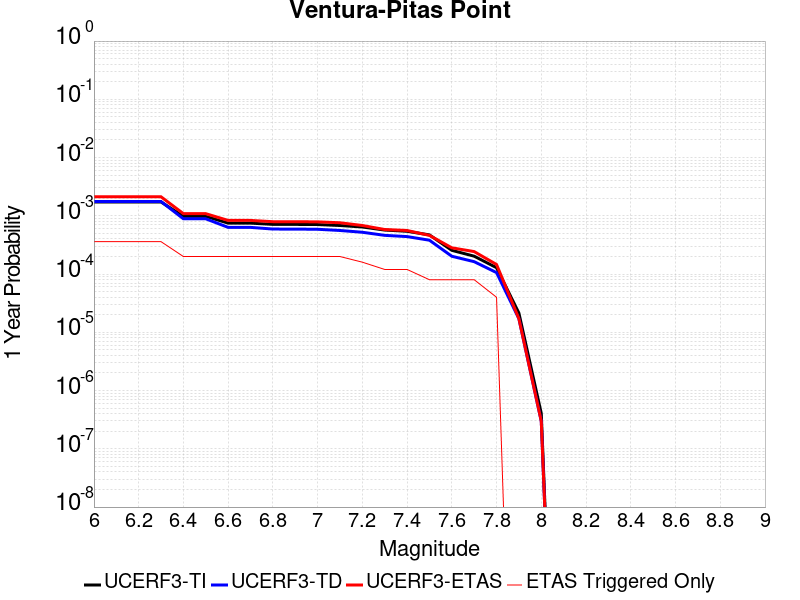 Ventura-Pitas Point
10^0
10^-1
10^-2
10^-3
10^-4
10^-5
10^-6
10^-7
10^-8
1 Year Probability
6 6.2 6.4 6.6 6.8 7 7.2 7.4 7.6 7.8 8 8.2 8.4 8.6 8.8 9
Magnitude
UCERF3-TI UCERF3-TD UCERF3-ETAS ETAS Triggered Only